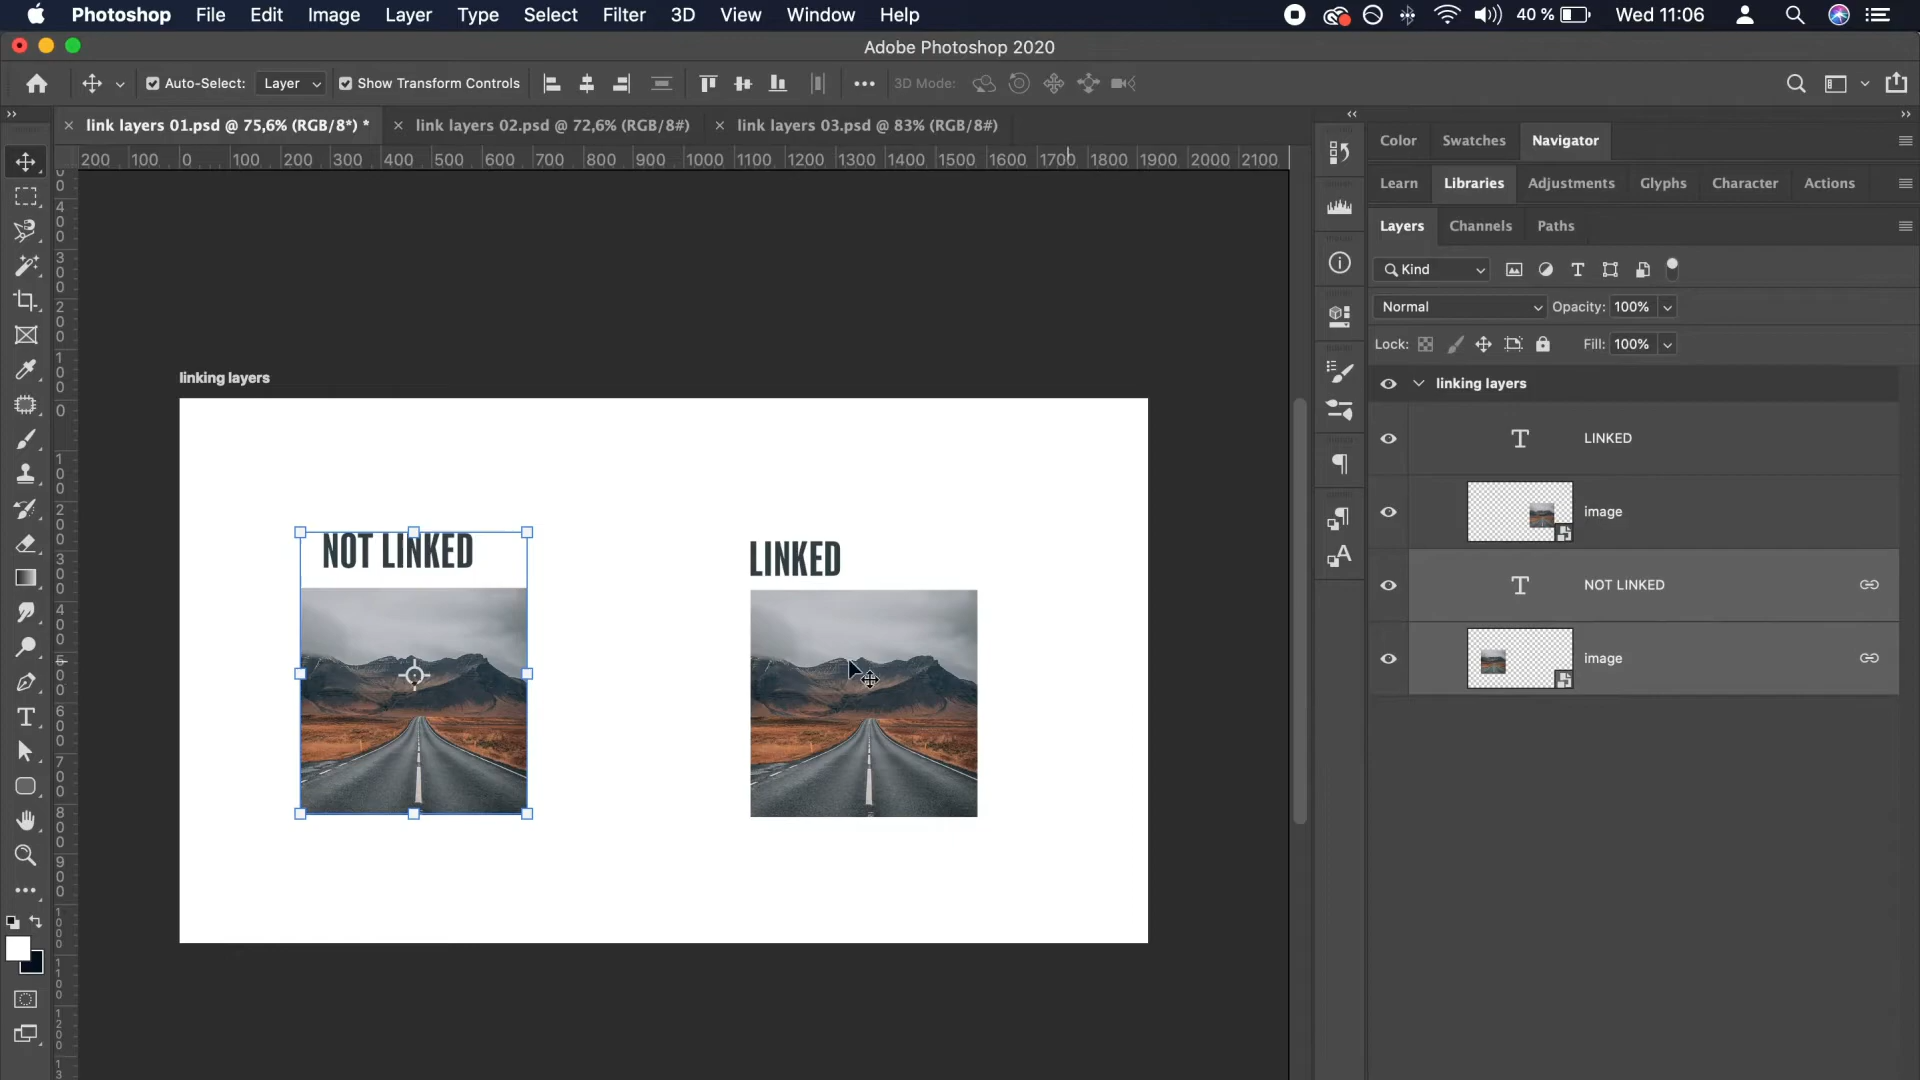 Photoshop File Edit Image Layer Type Select Filter 3D View Window Help 40 % Wed 11:06
Adobe Photoshop 2020
Auto-Select: Layer Show Transform Controls ••• 3D Mode:
link layers 01.psd @ 75,6% (RGB/8*) * link layers 02.psd @ 72,6% (RGB/8#) link layers 03.psd @ 83% (RGB/8#)
200 100 0 100 200 300 400 500 600 700 800 900 1000 1100 1200 1300 1400 1500 1600 1700 1800 1900 2000 2100
Color Swatches Navigator
Learn Libraries Adjustments Glyphs Character Actions
Layers Channels Paths
Kind
Normal Opacity: 100%
Lock: Fill: 100%
linking layers
LINKED
image
NOT LINKED
image
linking layers
NOT LINKED
LINKED